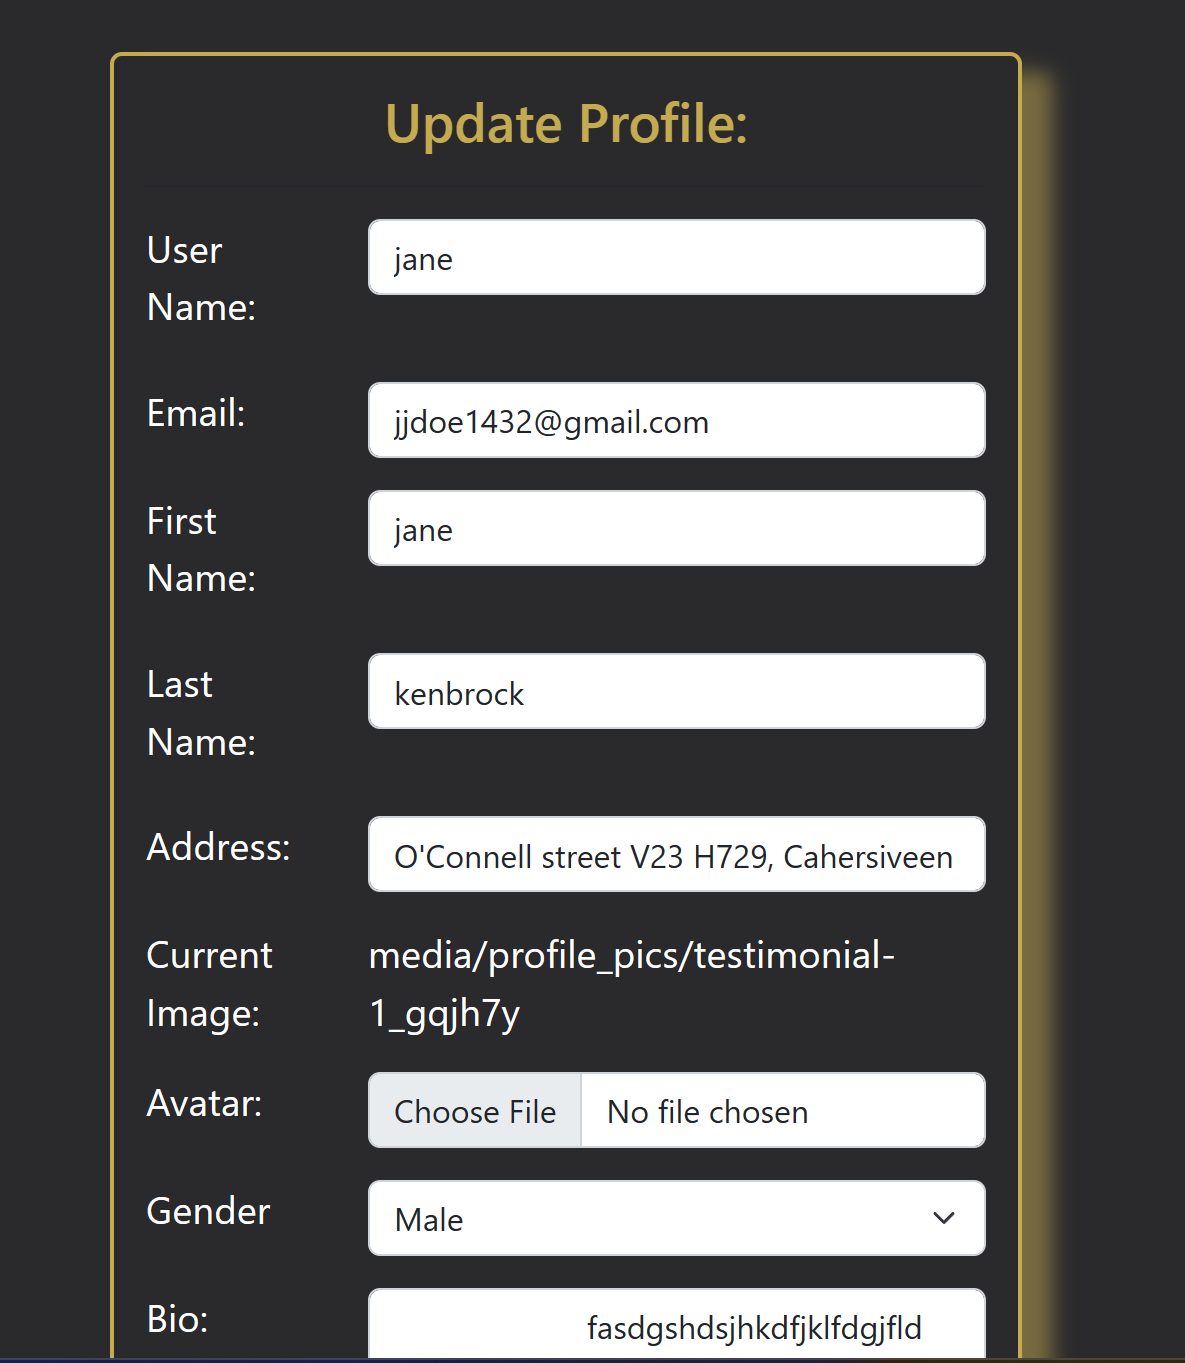 Update Profile:
User
Name:
jane
Email:
jjdoe1432@gmail.com
First
Name:
jane
Last
Name:
kenbrock
Address:
O'Connell street V23 H729, Cahersiveen
Current
Image:
media/profile_pics/testimonial-
1_gqjh7y
Avatar:
Choose File
No file chosen
Gender
Male
Bio:
fasdgshdsjhkdfjklfdgjfld